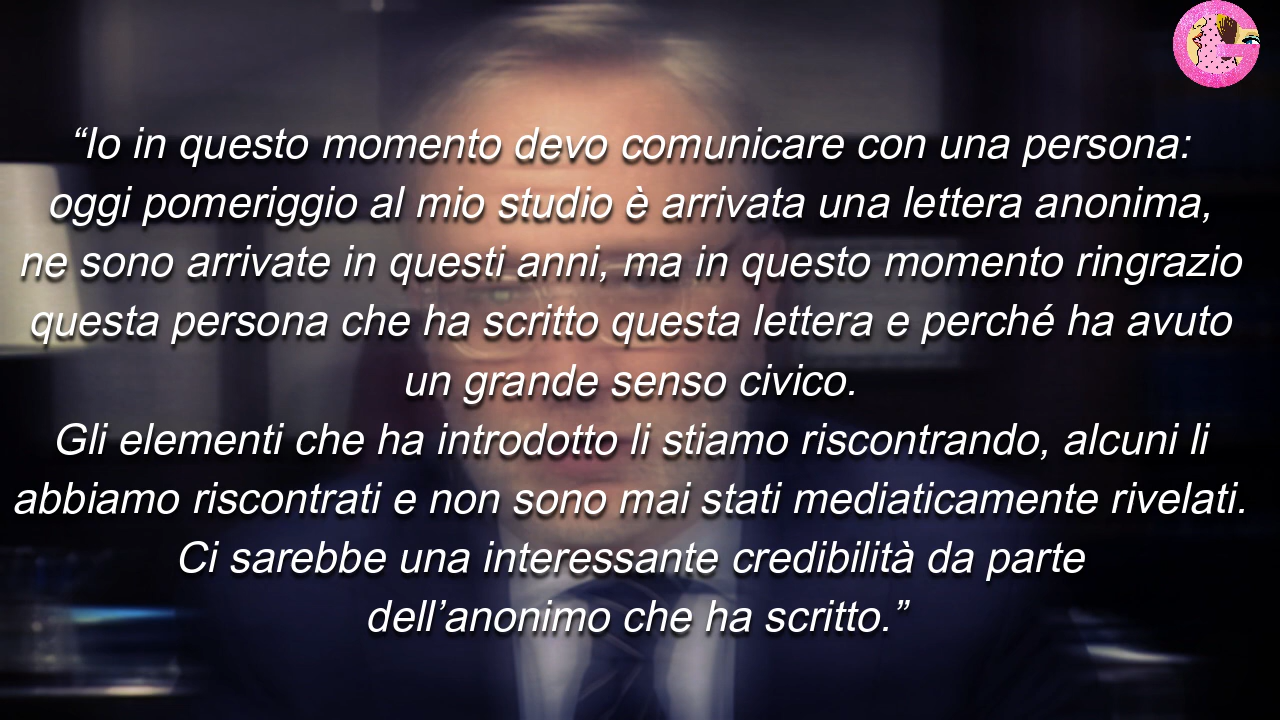 “Io in questo momento devo comunicare con una persona:
oggi pomeriggio al mio studio è arrivata una lettera anonima,
ne sono arrivate in questi anni, ma in questo momento ringrazio
questa persona che ha scritto questa lettera e perché ha avuto
un grande senso civico.
Gli elementi che ha introdotto li stiamo riscontrando, alcuni li
abbiamo riscontrati e non sono mai stati mediaticamente rivelati.
Ci sarebbe una interessante credibilità da parte
dell’anonimo che ha scritto.”